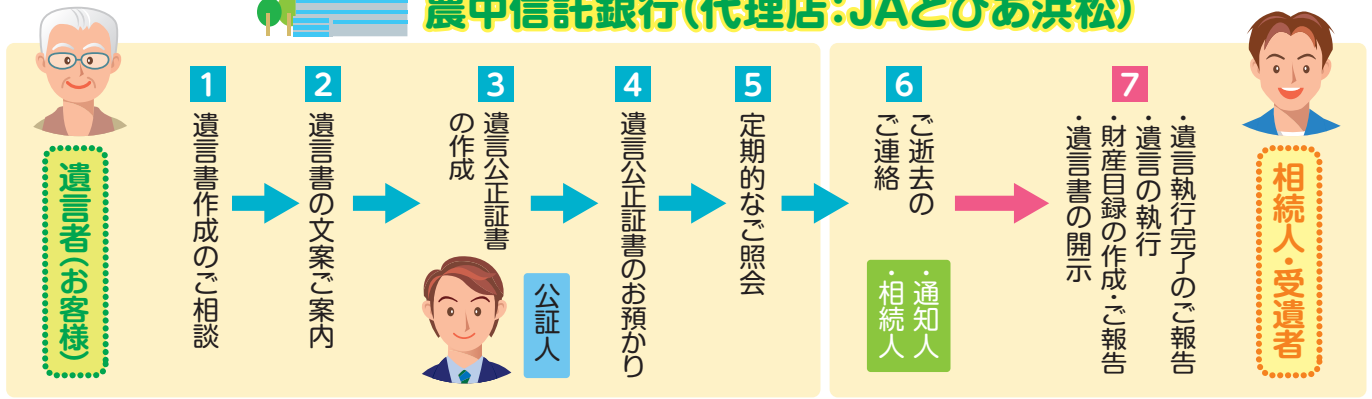 農中信託銀行(代理店：JAとぴあ浜松)
遺言者(お客様)
1
遺言書作成のご相談
2
遺言書の文案ご案内
3
遺言公正証書
の作成
公証人
4
遺言公正証書のお預かり
5
定期的なご照会
6
ご逝去の
ご連絡
・通知人
・相続人
7
・遺言執行完了のご報告
・遺言の執行
・財産目録の作成・ご報告
・遺言書の開示
相続人・受遺者